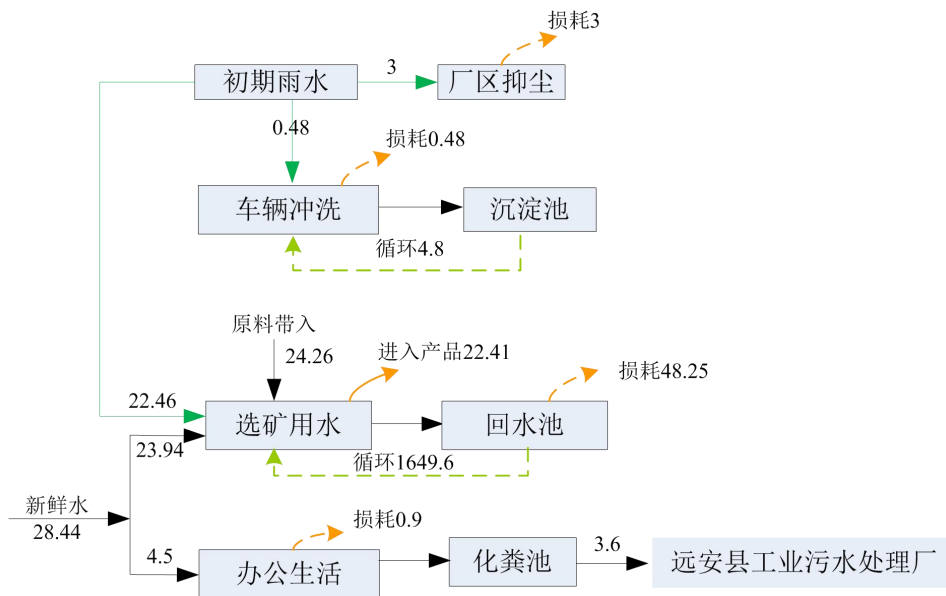 损耗3
初期雨水
3
厂区抑尘
0.48
损耗0.48
车辆冲洗
沉淀池
循环4.8
原料带入
24.26
进入产品22.41
损耗48.25
22.46
选矿用水
回水池
23.94
循环1649.6
新鲜水
28.44
损耗0.9
4.5
办公生活
化粪池
3.6
远安县工业污水处理厂